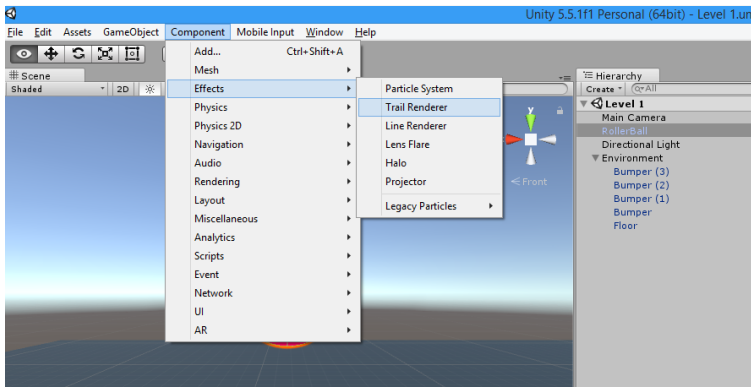 Unity 5.5.1f1 Personal (64bit) - Level 1.un
File Edit Assets GameObject Component Mobile Input Window Help
Add... Ctrl+Shift+A
Mesh
Effects
Physics
Physics 2D
Navigation
Audio
Rendering
Layout
Miscellaneous
Analytics
Scripts
Event
Network
UI
AR
Particle System
Trail Renderer
Line Renderer
Lens Flare
Halo
Projector
Legacy Particles
# Scene
Shaded 2D
y
< Front
Hierarchy
Create All
Level 1
Main Camera
RollerBall
Directional Light
Environment
Bumper (3)
Bumper (2)
Bumper (1)
Bumper
Floor